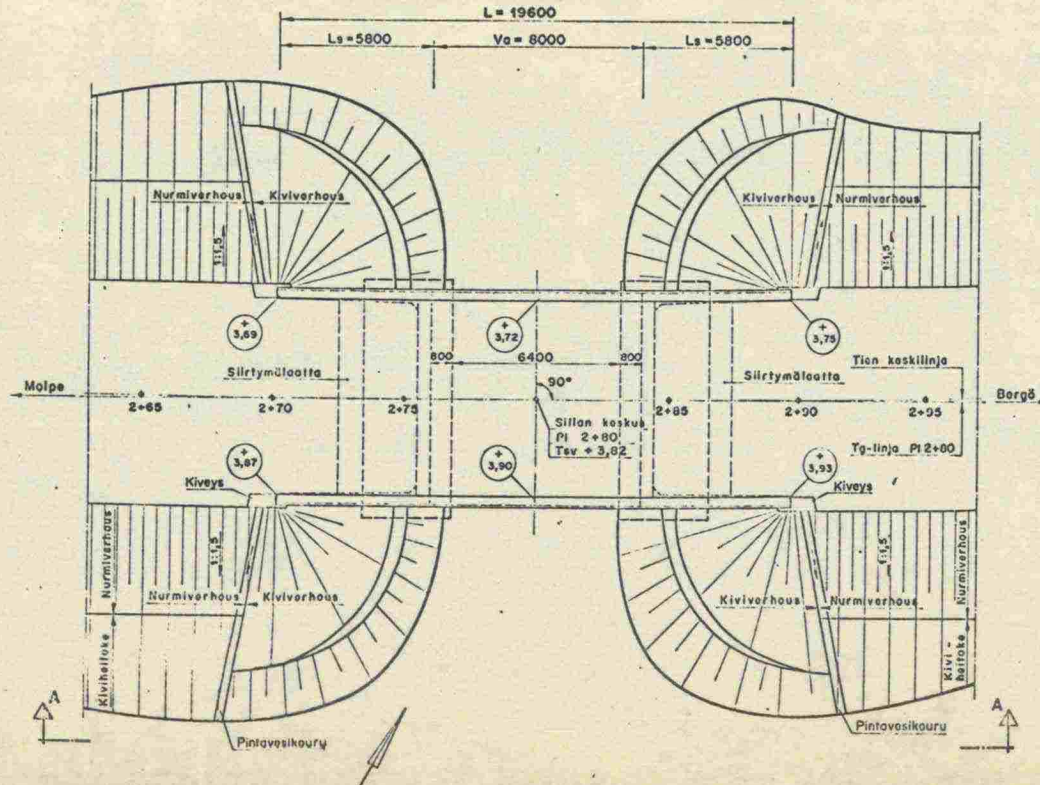 L = 19600
Ls = 5800
Va = 8000
Ls = 5800
Nurmiverhous
Kiviverhous
Kiviverhous
Nurmiverhous
1:1,5
1:1,5
+ 3,69
+ 3,72
+ 3,75
800
6400
800
Siirtymälaatta
Siirtymälaatta
90°
Tien keskilinja
Molpe
Bergö
2+65
2+70
2+75
2+85
2+90
2+95
Sillan keskus
Pl 2+80
Tsv + 3,82
Tg-linja Pl 2+80
+ 3,87
+ 3,90
+ 3,93
Kiveys
Kiveys
1:1,5
1:1,5
Nurmiverhous
Nurmiverhous
Nurmiverhous
Kiviverhous
Kiviverhous
Nurmiverhous
Kiviheitoke
Kivi-
heitoke
A
A
Pintavesikouru
Pintavesikouru